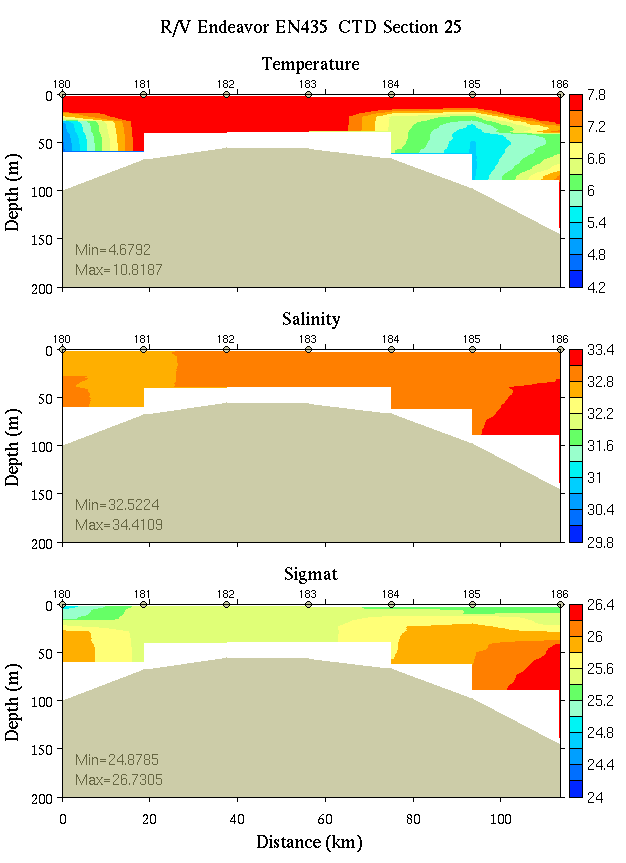 R/V Endeavor EN435 CTD Section 25
Temperature
180 181 182 183 184 185 186
0
50
100
150
200
Depth (m)
Min=4.6792
Max=10.8187
7.8
7.2
6.6
6
5.4
4.8
4.2
Salinity
180 181 182 183 184 185 186
0
50
100
150
200
Depth (m)
Min=32.5224
Max=34.4109
33.4
32.8
32.2
31.6
31
30.4
29.8
Sigmat
180 181 182 183 184 185 186
0
50
100
150
200
Depth (m)
Min=24.8785
Max=26.7305
26.4
26
25.6
25.2
24.8
24.4
24
0 20 40 60 80 100
Distance (km)